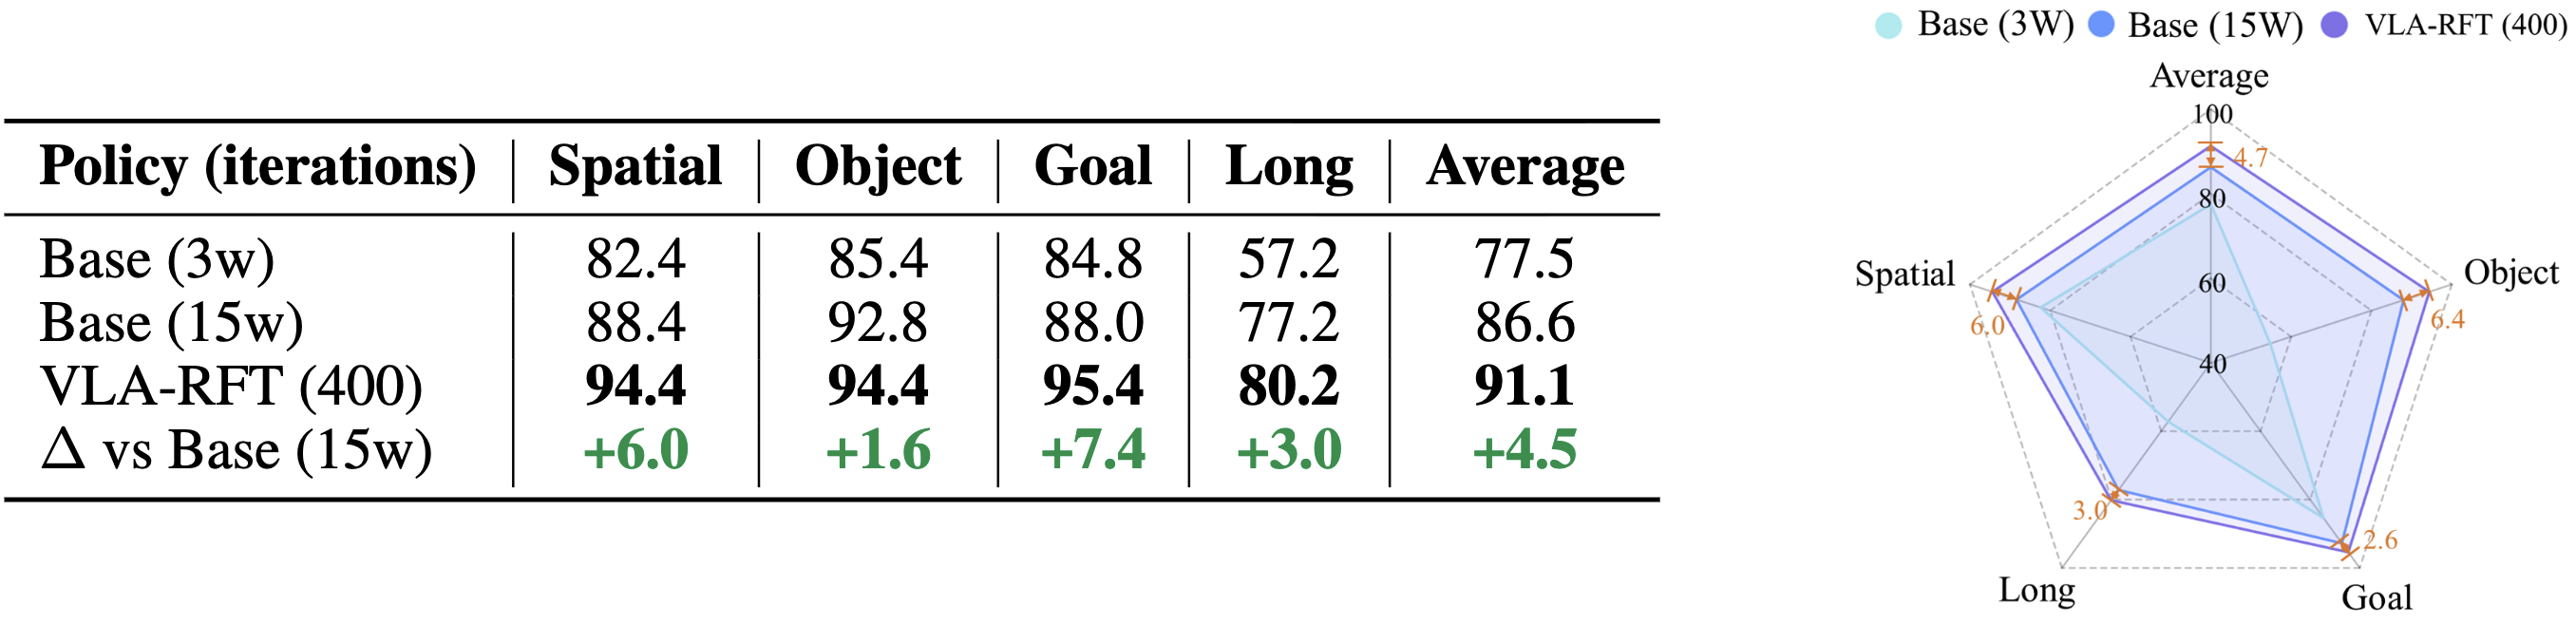 Policy (iterations) Spatial Object Goal Long Average
Base (3w) 82.4 85.4 84.8 57.2 77.5
Base (15w) 88.4 92.8 88.0 77.2 86.6
VLA-RFT (400) 94.4 94.4 95.4 80.2 91.1
Δ vs Base (15w) +6.0 +1.6 +7.4 +3.0 +4.5
Base (3W) Base (15W) VLA-RFT (400)
Average
100
4.7
80
Spatial
60
Object
6.0
6.4
40
3.0
2.6
Long
Goal